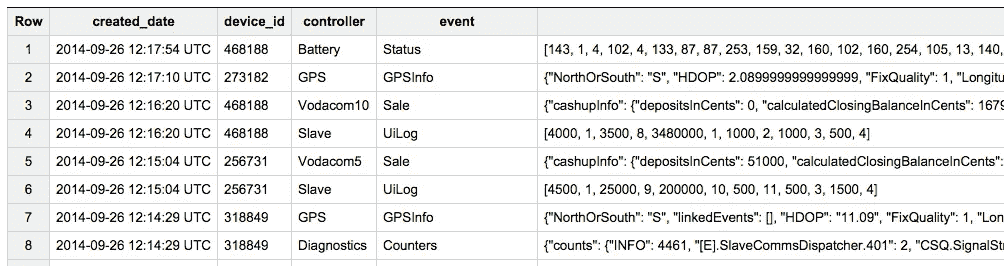 Row created_date device_id controller event
1 2014-09-26 12:17:54 UTC 468188 Battery Status [143, 1, 4, 102, 4, 133, 87, 87, 253, 159, 32, 160, 102, 160, 254, 105, 13, 140,
2 2014-09-26 12:17:10 UTC 273182 GPS GPSInfo {"NorthOrSouth": "S", "HDOP": 2.0899999999999999, "FixQuality": 1, "Longitu
3 2014-09-26 12:16:20 UTC 468188 Vodacom10 Sale {"cashupInfo": {"depositsInCents": 0, "calculatedClosingBalanceInCents": 1679
4 2014-09-26 12:16:20 UTC 468188 Slave UiLog [4000, 1, 3500, 8, 3480000, 1, 1000, 2, 1000, 3, 500, 4]
5 2014-09-26 12:15:04 UTC 256731 Vodacom5 Sale {"cashupInfo": {"depositsInCents": 51000, "calculatedClosingBalanceInCents":
6 2014-09-26 12:15:04 UTC 256731 Slave UiLog [4500, 1, 25000, 9, 200000, 10, 500, 11, 500, 3, 1500, 4]
7 2014-09-26 12:14:29 UTC 318849 GPS GPSInfo {"NorthOrSouth": "S", "linkedEvents": [], "HDOP": "11.09", "FixQuality": 1, "Lon
8 2014-09-26 12:14:29 UTC 318849 Diagnostics Counters {"counts": {"INFO": 4461, "[E].SlaveCommsDispatcher.401": 2, "CSQ.SignalStr